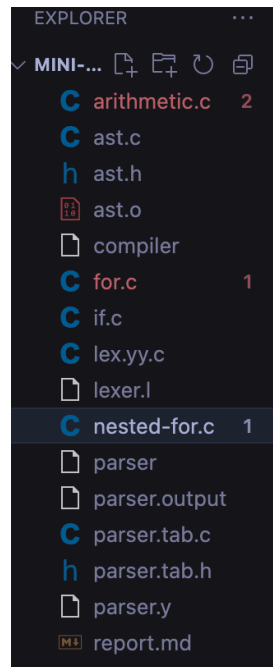 EXPLORER ...
MINI-...
C arithmetic.c 2
C ast.c
h ast.h
ast.o
compiler
C for.c 1
C if.c
C lex.yy.c
lexer.l
C nested-for.c 1
parser
parser.output
C parser.tab.c
h parser.tab.h
parser.y
M↓ report.md